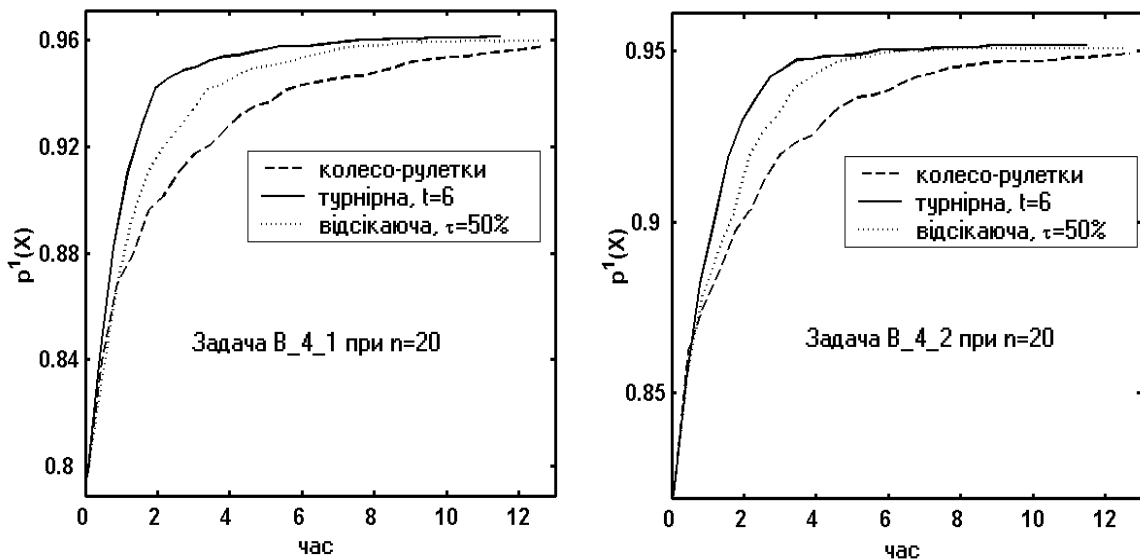 0.96
0.92
0.88
0.84
0.8
p¹(X)
колесо-рулетки
турнірна, t=6
відсікаюча, τ=50%
Задача B_4_1 при n=20
0 2 4 6 8 10 12
час
0.95
0.9
0.85
p¹(X)
колесо-рулетки
турнірна, t=6
відсікаюча, τ=50%
Задача B_4_2 при n=20
0 2 4 6 8 10 12
час